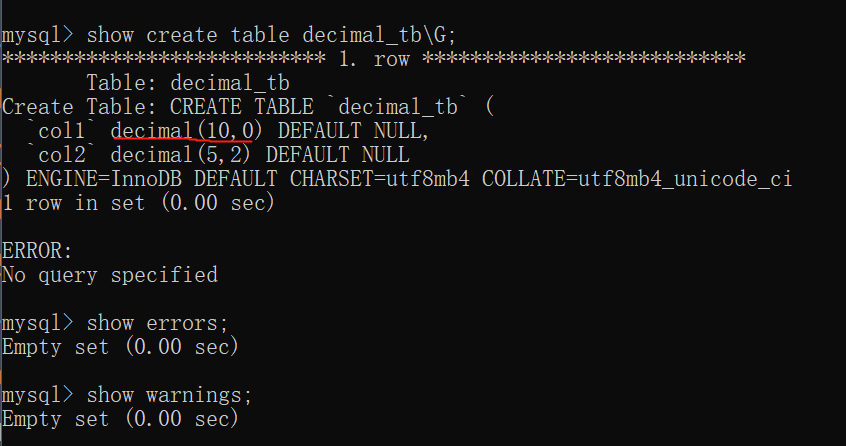 mysql> show create table decimal_tb\G;
*************************** 1. row ***************************
Table: decimal_tb
Create Table: CREATE TABLE `decimal_tb` (
`col1` decimal(10,0) DEFAULT NULL,
`col2` decimal(5,2) DEFAULT NULL
) ENGINE=InnoDB DEFAULT CHARSET=utf8mb4 COLLATE=utf8mb4_unicode_ci
1 row in set (0.00 sec)
ERROR:
No query specified
mysql> show errors;
Empty set (0.00 sec)
mysql> show warnings;
Empty set (0.00 sec)